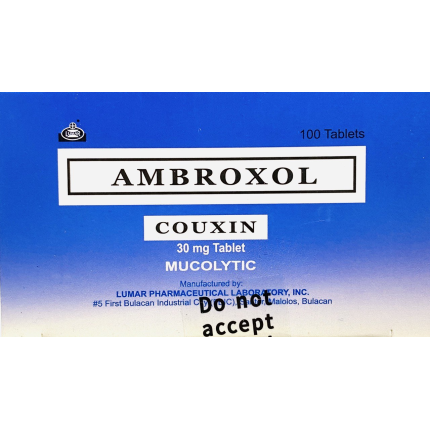 100 Tablets
AMBROXOL
COUXIN
30 mg Tablet
MUCOLYTIC
Manufactured by:
LUMAR PHARMACEUTICAL LABORATORY, INC.
#5 First Bulacan Industrial City Malolos, Bulacan
Do not
accept